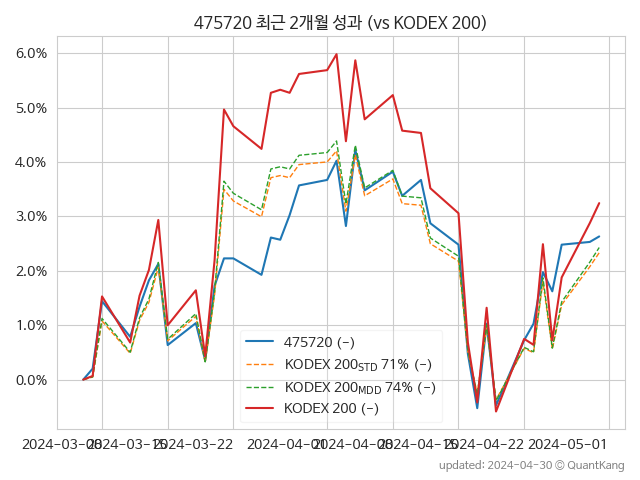 475720 최근 2개월 성과 (vs KODEX 200)
6.0%
5.0%
4.0%
3.0%
2.0%
1.0%
0.0%
475720 (-)
KODEX 200STD 71% (-)
KODEX 200MDD 74% (-)
KODEX 200 (-)
2024-03-08 2024-03-15 2024-03-22 2024-04-01 2024-04-08 2024-04-15 2024-04-22 2024-05-01
updated: 2024-04-30 © QuantKang